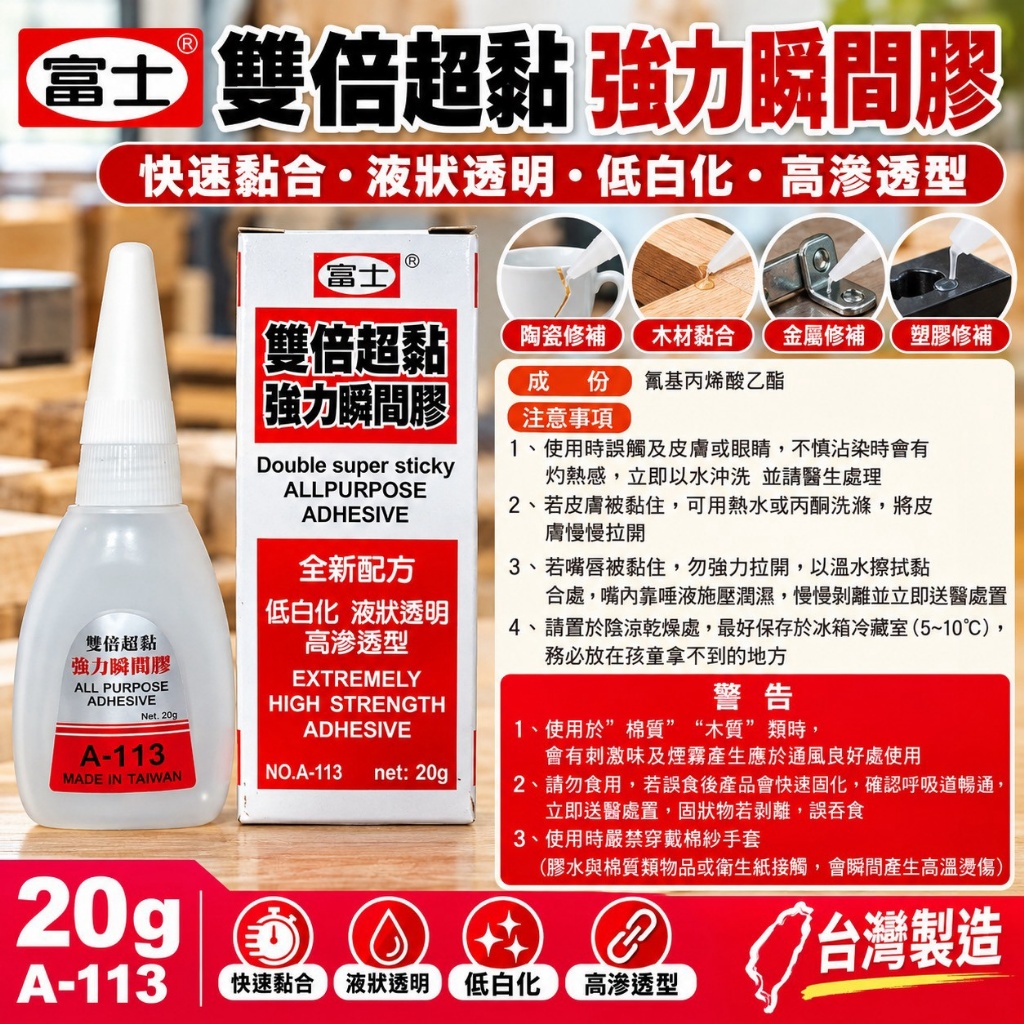 富士®
雙倍超黏 強力瞬間膠
快速黏合・液狀透明・低白化・高滲透型
富士®
雙倍超黏
強力瞬間膠
Double super sticky
ALLPURPOSE
ADHESIVE
全新配方
低白化 液狀透明
高滲透型
EXTREMELY
HIGH STRENGTH
ADHESIVE
NO.A-113 net: 20g
雙倍超黏
強力瞬間膠
ALL PURPOSE
ADHESIVE
Net. 20g
A-113
MADE IN TAIWAN
陶瓷修補 木材黏合 金屬修補 塑膠修補
成份 氰基丙烯酸乙酯
注意事項
1、使用時誤觸及皮膚或眼睛，不慎沾染時會有
灼熱感，立即以水沖洗 並請醫生處理
2、若皮膚被黏住，可用熱水或丙酮洗滌，將皮
膚慢慢拉開
3、若嘴唇被黏住，勿強力拉開，以溫水擦拭黏
合處，嘴內靠唾液施壓潤濕，慢慢剝離並立即送醫處置
4、請置於陰涼乾燥處，最好保存於冰箱冷藏室(5~10℃)，
務必放在孩童拿不到的地方
警告
1、使用於”棉質” “木質”類時，
會有刺激味及煙霧產生應於通風良好處使用
2、請勿食用，若誤食後產品會快速固化，確認呼吸道暢通，
立即送醫處置，固狀物若剝離，誤吞食
3、使用時嚴禁穿戴棉紗手套
(膠水與棉質類物品或衛生紙接觸，會瞬間產生高溫燙傷)
20g
A-113
快速黏合 液狀透明 低白化 高滲透型
台灣製造